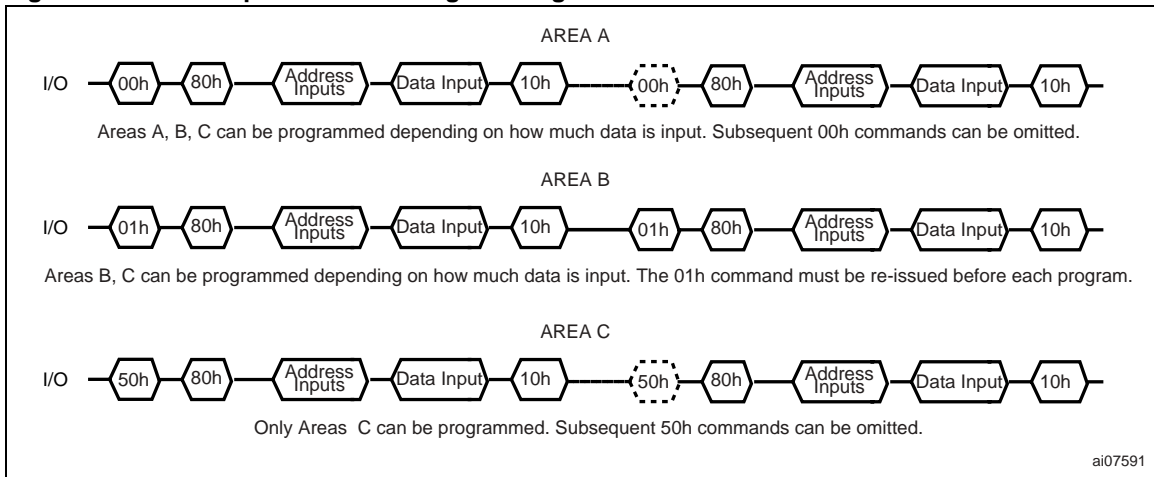 AREA A
I/O 00h 80h Address Inputs Data Input 10h 00h 80h Address Inputs Data Input 10h
Areas A, B, C can be programmed depending on how much data is input. Subsequent 00h commands can be omitted.
AREA B
I/O 01h 80h Address Inputs Data Input 10h 01h 80h Address Inputs Data Input 10h
Areas B, C can be programmed depending on how much data is input. The 01h command must be re-issued before each program.
AREA C
I/O 50h 80h Address Inputs Data Input 10h 50h 80h Address Inputs Data Input 10h
Only Areas C can be programmed. Subsequent 50h commands can be omitted.
ai07591